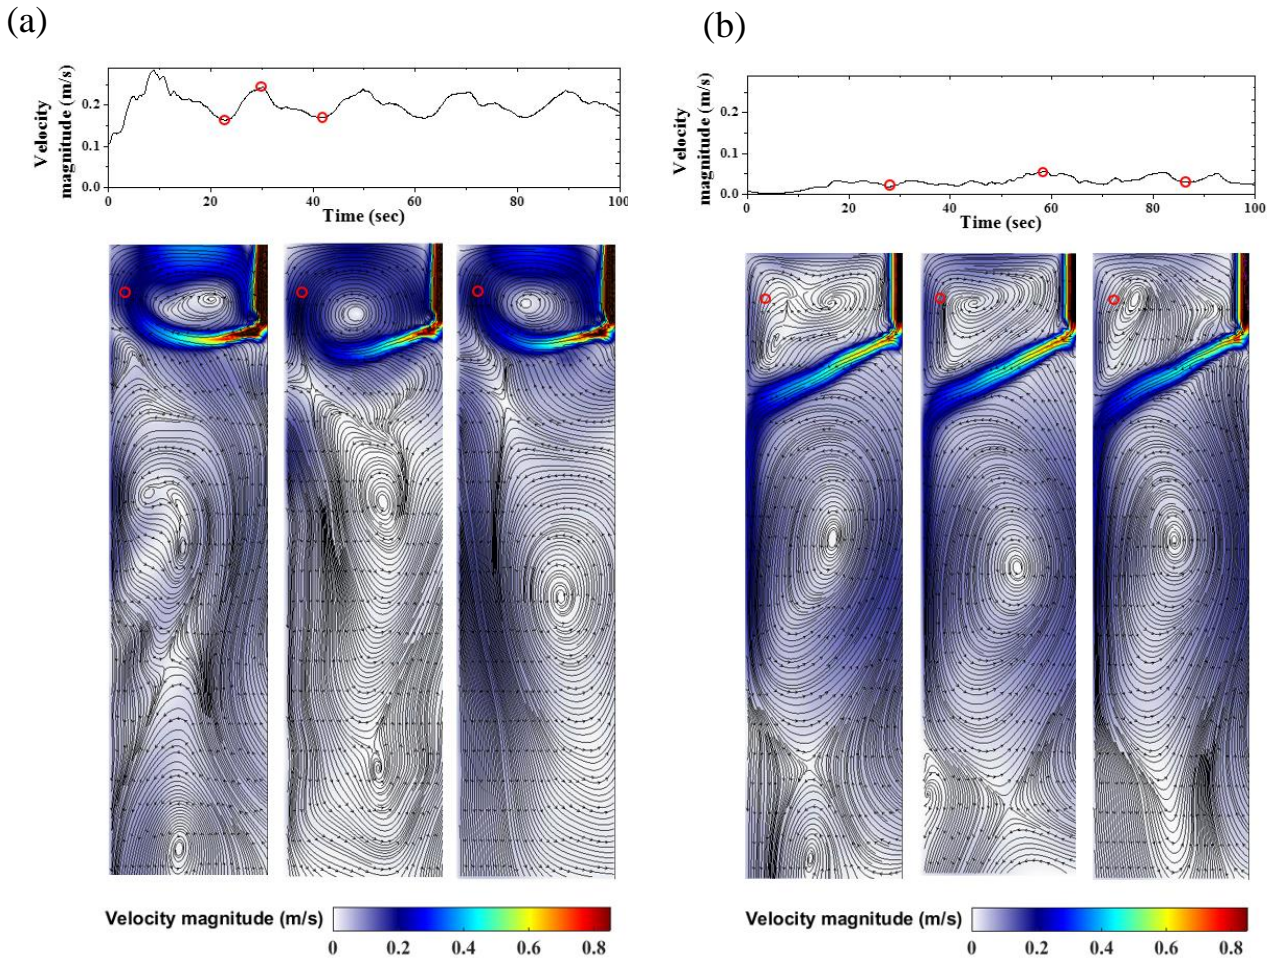 (a)
(b)
Velocity
magnitude (m/s)
0.2
0.1
0.0
0 20 40 60 80 100
Time (sec)
Velocity
magnitude (m/s)
0.2
0.1
0.0
0 20 40 60 80 100
Time (sec)
Velocity magnitude (m/s)
0 0.2 0.4 0.6 0.8
Velocity magnitude (m/s)
0 0.2 0.4 0.6 0.8